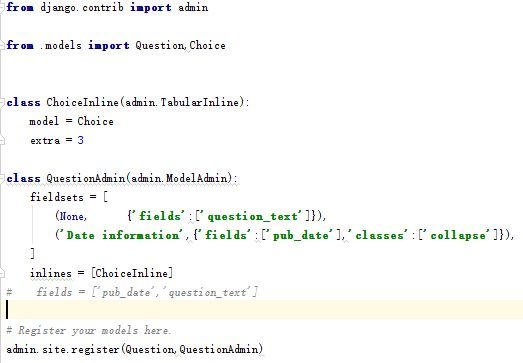 from django.contrib import admin
from .models import Question,Choice
class ChoiceInline(admin.TabularInline):
    model = Choice
    extra = 3
class QuestionAdmin(admin.ModelAdmin):
    fieldsets = [
        (None,      {'fields':['question_text']}),
        ('Date information',{'fields':['pub_date'],'classes':['collapse']}),
    ]
    inlines = [ChoiceInline]
#    fields = ['pub_date','question_text']
# Register your models here.
admin.site.register(Question,QuestionAdmin)